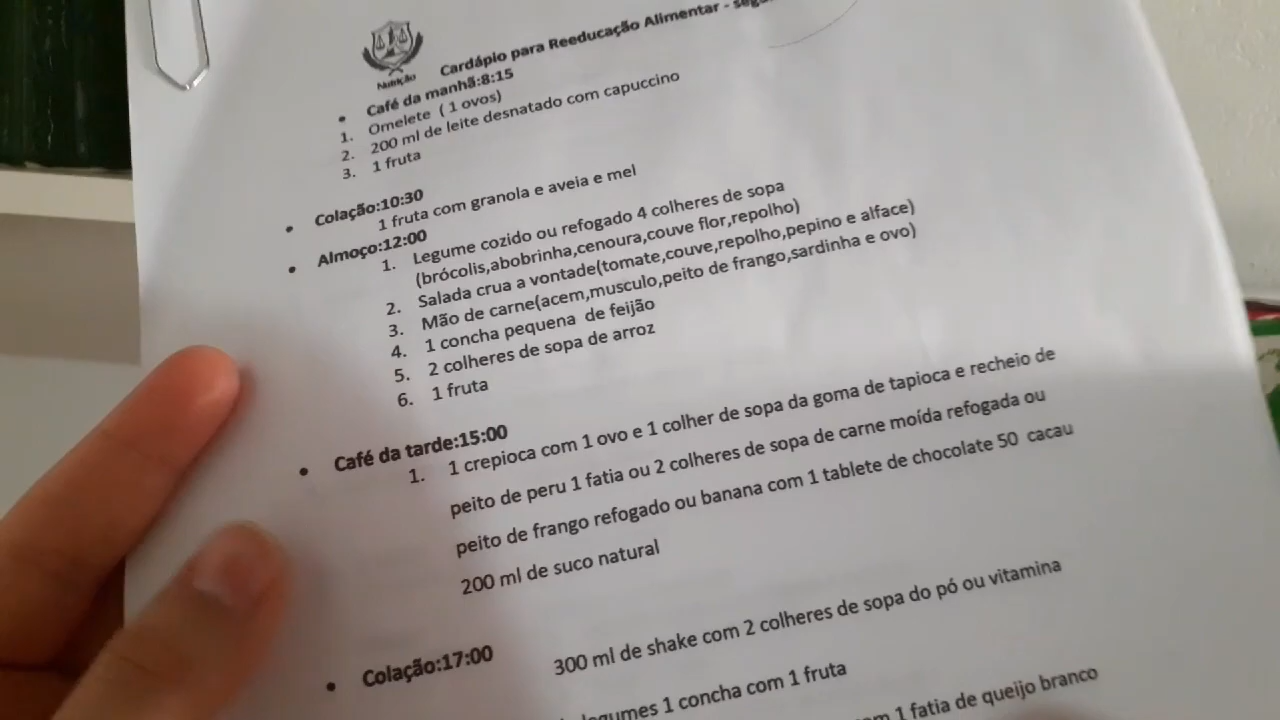 Nutrição
Cardápio para Reeducação Alimentar -
• Café da manhã:8:15
1. Omelete ( 1 ovos)
2. 200 ml de leite desnatado com capuccino
3. 1 fruta
• Colação:10:30
1 fruta com granola e aveia e mel
• Almoço:12:00
1. Legume cozido ou refogado 4 colheres de sopa
(brócolis,abobrinha,cenoura,couve flor,repolho)
2. Salada crua a vontade(tomate,couve,repolho,pepino e alface)
3. Mão de carne(acem,musculo,peito de frango,sardinha e ovo)
4. 1 concha pequena de feijão
5. 2 colheres de sopa de arroz
6. 1 fruta
• Café da tarde:15:00
1. 1 crepioca com 1 ovo e 1 colher de sopa da goma de tapioca e recheio de
peito de peru 1 fatia ou 2 colheres de sopa de carne moída refogada ou
peito de frango refogado ou banana com 1 tablete de chocolate 50 cacau
200 ml de suco natural
• Colação:17:00
300 ml de shake com 2 colheres de sopa do pó ou vitamina
legumes 1 concha com 1 fruta
1 fatia de queijo branco